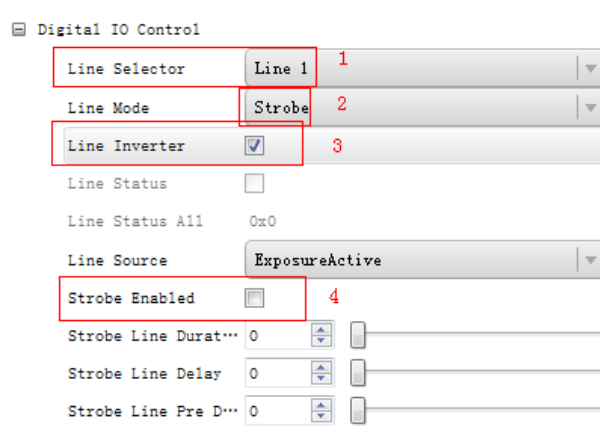 Digital IO Control
Line Selector Line 1 1
Line Mode Strobe 2
Line Inverter 3
Line Status
Line Status All 0x0
Line Source ExposureActive
Strobe Enabled 4
Strobe Line Durat… 0
Strobe Line Delay 0
Strobe Line Pre D… 0